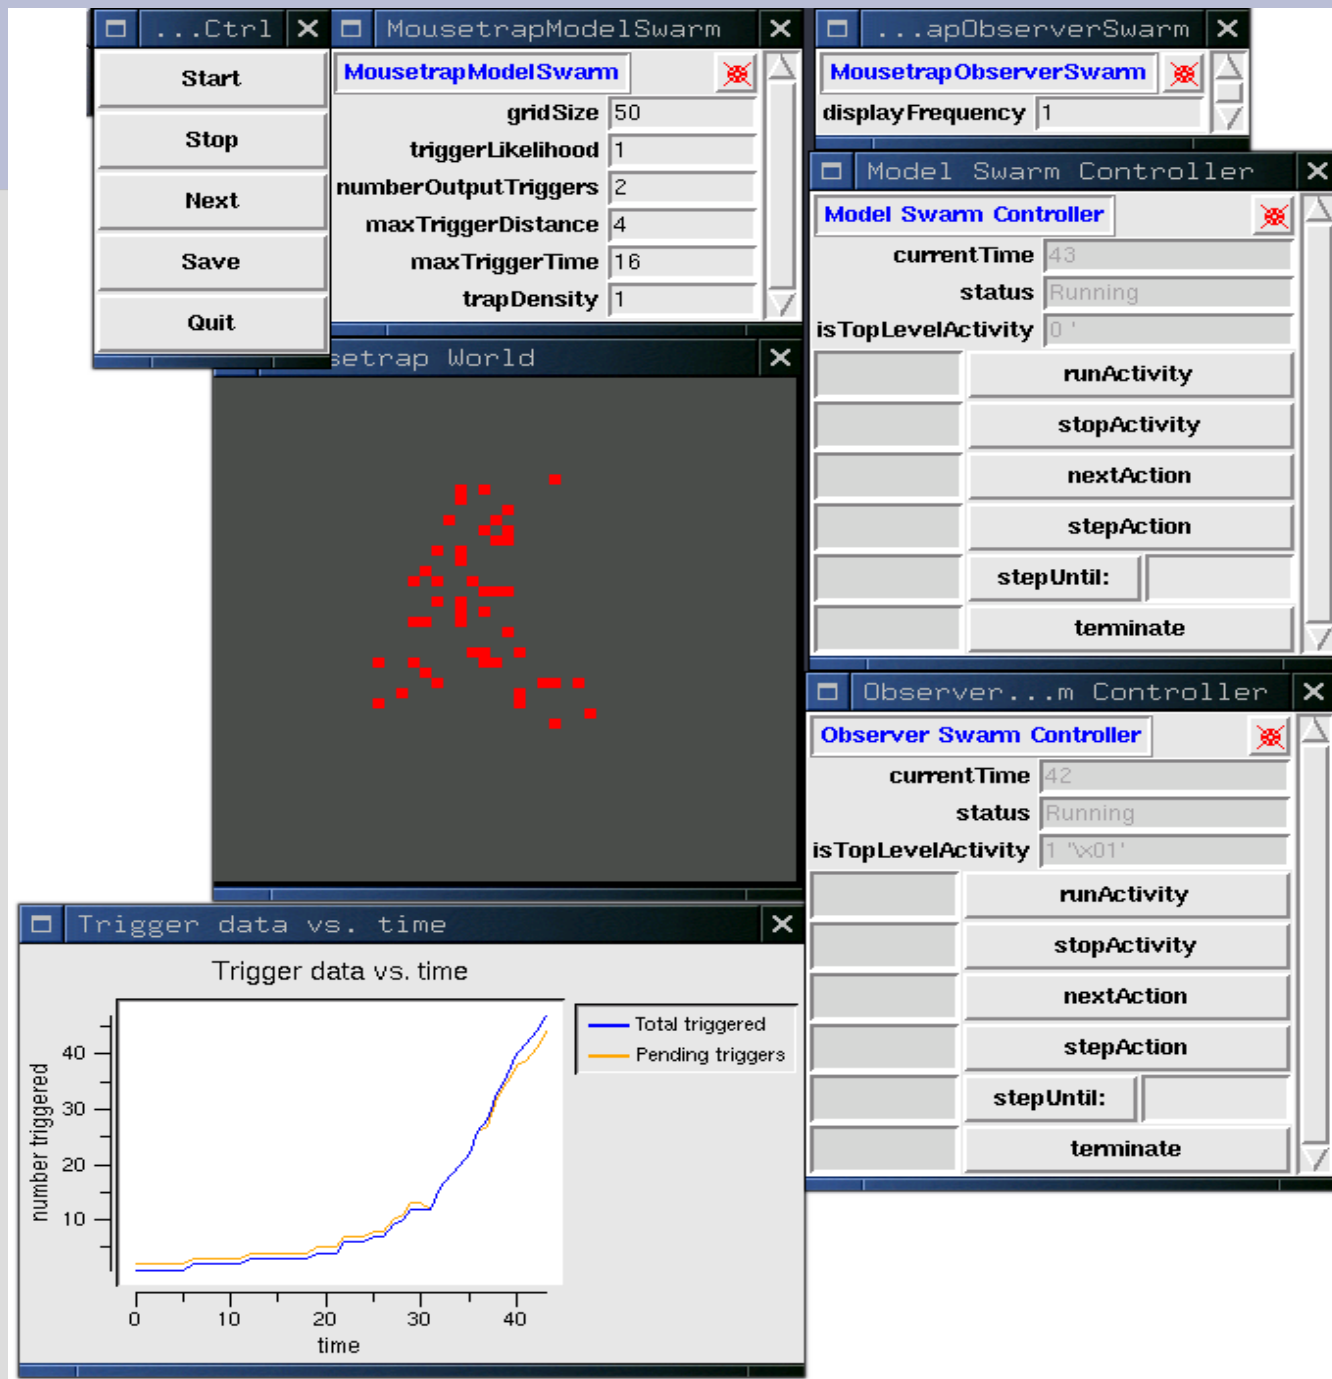 ...Ctrl
Start
Stop
Next
Save
Quit
MousetrapModelSwarm
MousetrapModelSwarm
gridSize 50
triggerLikelihood 1
numberOutputTriggers 2
maxTriggerDistance 4
maxTriggerTime 16
trapDensity 1
...apObserverSwarm
MousetrapObserverSwarm
displayFrequency 1
Model Swarm Controller
Model Swarm Controller
currentTime 43
status Running
isTopLevelActivity 0 '
runActivity
stopActivity
nextAction
stepAction
stepUntil:
terminate
setrap World
Observer...m Controller
Observer Swarm Controller
currentTime 42
status Running
isTopLevelActivity 1 '\x01'
runActivity
stopActivity
nextAction
stepAction
stepUntil:
terminate
Trigger data vs. time
Trigger data vs. time
Total triggered
Pending triggers
number triggered
40
30
20
10
0 10 20 30 40
time